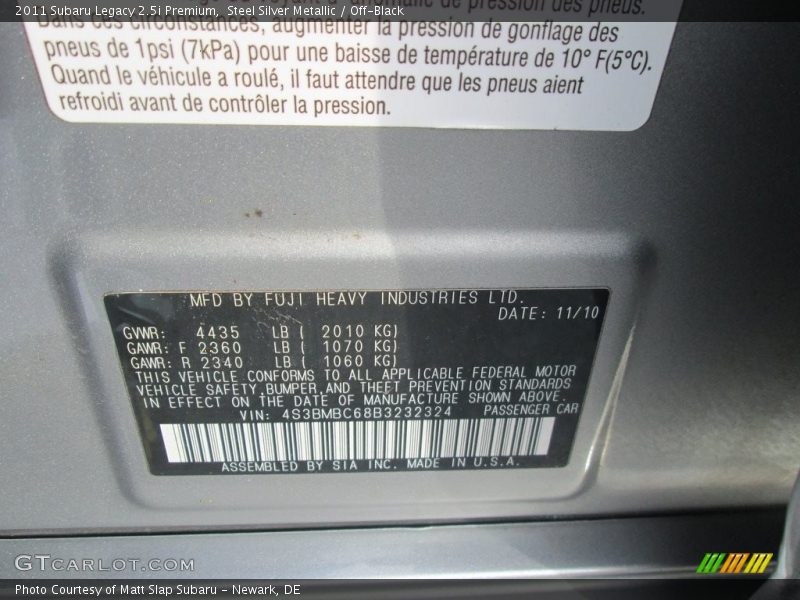 2011 Subaru Legacy 2.5i Premium, Steel Silver Metallic / Off-Black
de pression des pneus.
Dans ces circonstances, augmenter la pression de gonflage des
pneus de 1psi (7kPa) pour une baisse de température de 10° F(5°C).
Quand le véhicule a roulé, il faut attendre que les pneus aient
refroidi avant de contrôler la pression.
MFD BY FUJI HEAVY INDUSTRIES LTD.
DATE: 11/10
GVWR: 4435 LB ( 2010 KG)
GAWR: F 2360 LB ( 1070 KG)
GAWR: R 2340 LB ( 1060 KG)
THIS VEHICLE CONFORMS TO ALL APPLICABLE FEDERAL MOTOR
VEHICLE SAFETY,BUMPER,AND THEFT PREVENTION STANDARDS
IN EFFECT ON THE DATE OF MANUFACTURE SHOWN ABOVE.
VIN: 4S3BMBC68B3232324 PASSENGER CAR
ASSEMBLED BY SIA INC. MADE IN U.S.A.
GTCARLOT.COM
Photo Courtesy of Matt Slap Subaru - Newark, DE